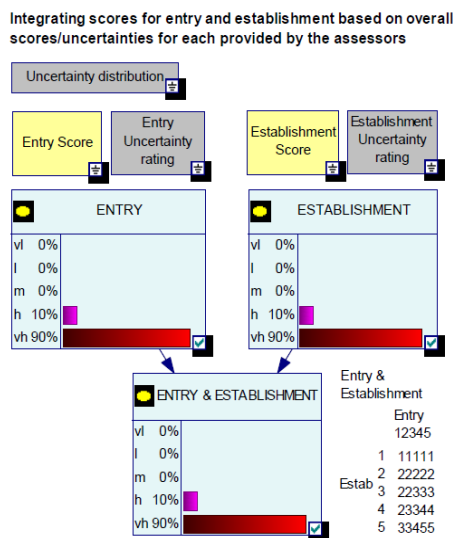 Integrating scores for entry and establishment based on overall
scores/uncertainties for each provided by the assessors
Uncertainty distribution
Entry Score
Entry
Uncertainty
rating
Establishment
Score
Establishment
Uncertainty
rating
ENTRY
vl 0%
l 0%
m 0%
h 10%
vh 90%
ESTABLISHMENT
vl 0%
l 0%
m 0%
h 10%
vh 90%
ENTRY & ESTABLISHMENT
vl 0%
l 0%
m 0%
h 10%
vh 90%
Entry &
Establishment
Entry
12345
1 11111
2 22222
Estab
3 22333
4 23344
5 33455